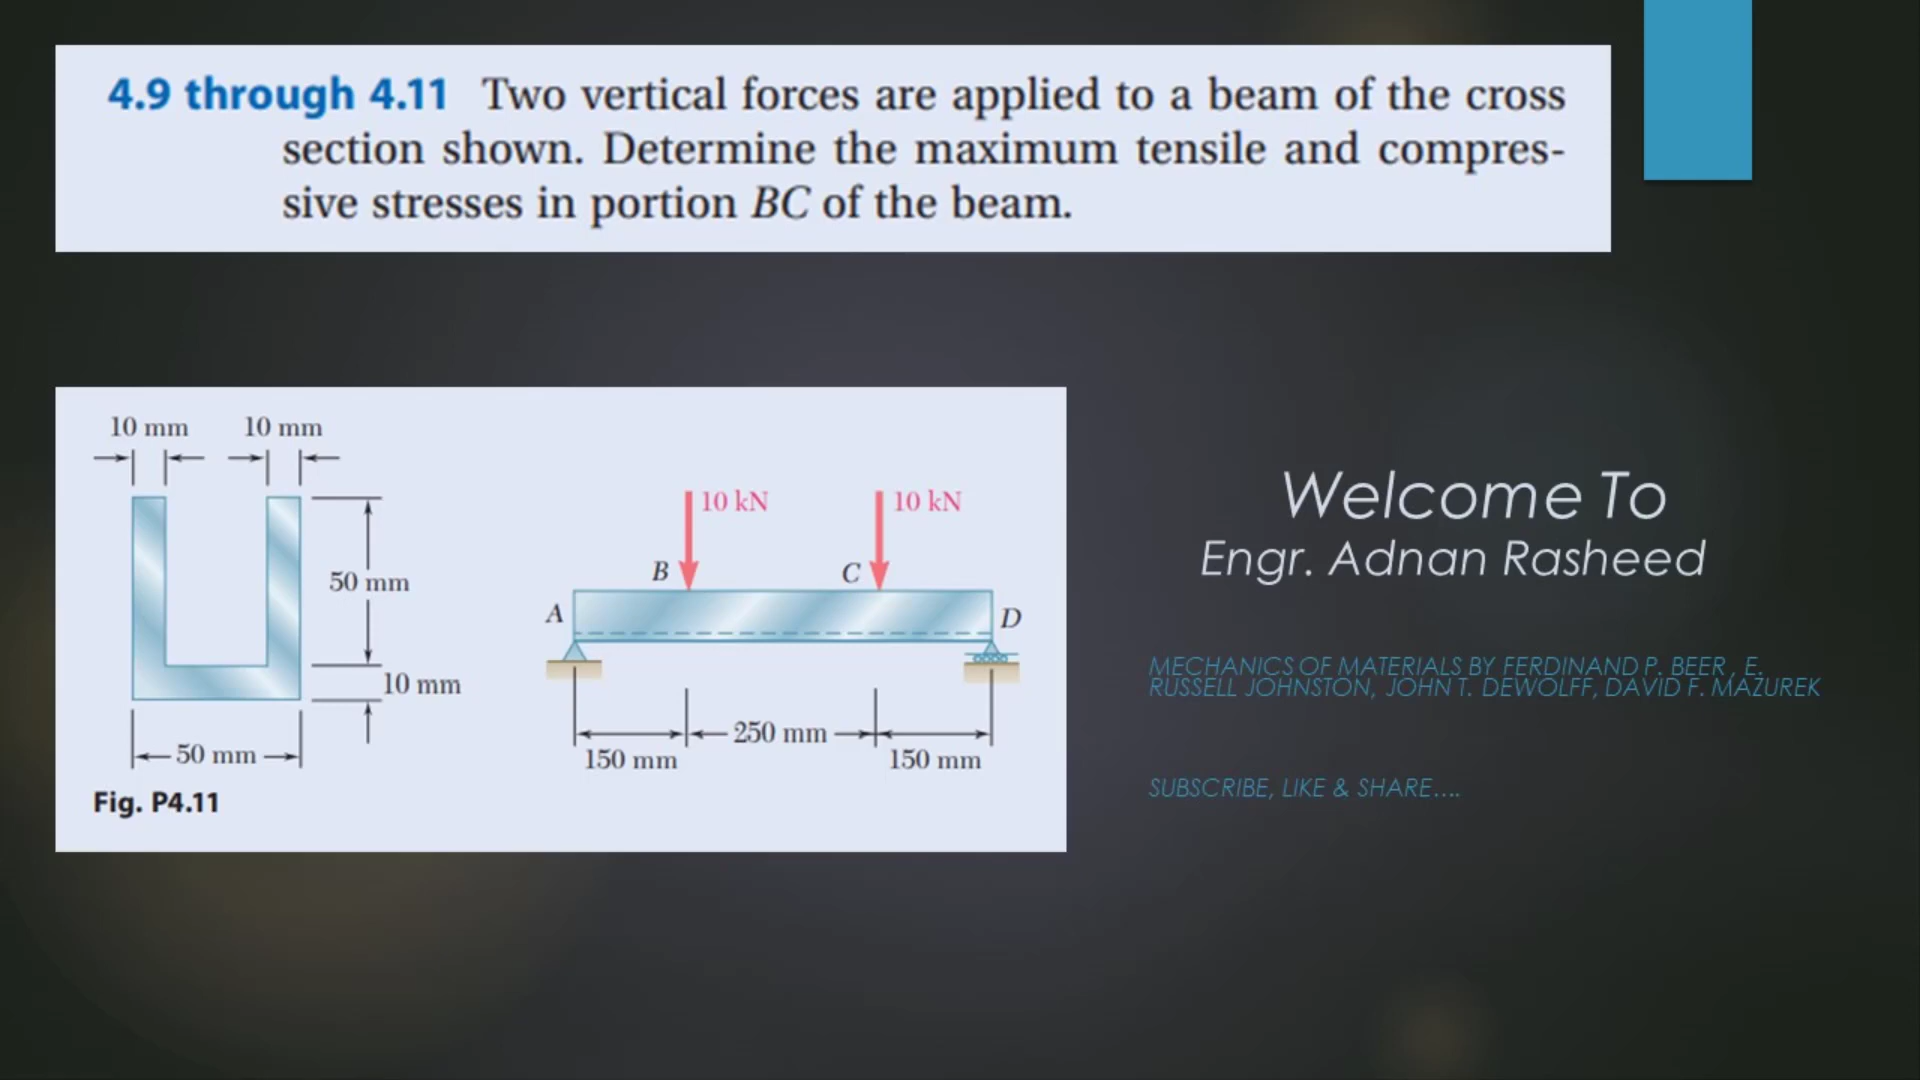 4.9 through 4.11 Two vertical forces are applied to a beam of the cross
section shown. Determine the maximum tensile and compres-
sive stresses in portion BC of the beam.
10 mm
10 mm
50 mm
10 mm
50 mm
Fig. P4.11
10 kN
10 kN
B
C
A
D
250 mm
150 mm
150 mm
Welcome To
Engr. Adnan Rasheed
MECHANICS OF MATERIALS BY FERDINAND P. BEER , E.
RUSSELL JOHNSTON, JOHN T. DEWOLFF, DAVID F. MAZUREK
SUBSCRIBE, LIKE & SHARE....